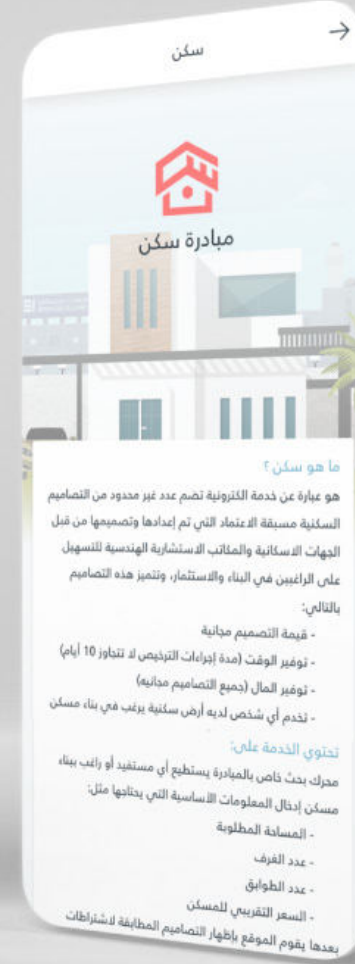 سكن
مبادرة سكن
ما هو سكن ؟
هو عبارة عن خدمة الكترونية تضم عدد غير محدود من التصاميم
السكنية مسبقة الاعتماد التي تم إعدادها وتصميمها من قبل
الجهات الاسكانية والمكاتب الاستشارية الهندسية للتسهيل
على الراغبين في البناء والاستثمار، وتتميز هذه التصاميم
بالتالي:
- قيمة التصميم مجانية
- توفير الوقت (مدة إجراءات الترخيص لا تتجاوز 10 أيام)
- توفير المال (جميع التصاميم مجانيه)
- تخدم أي شخص لديه أرض سكنية يرغب في بناء مسكن
تحتوي الخدمة على:
محرك بحث خاص بالمبادرة يستطيع أي مستفيد أو راغب ببناء
مسكن إدخال المعلومات الأساسية التي يحتاجها مثل:
- المساحة المطلوبة
- عدد الغرف
- عدد الطوابق
- السعر التقريبي للمسكن
بعدها يقوم الموقع بإظهار التصاميم المطابقة لاشتراطات